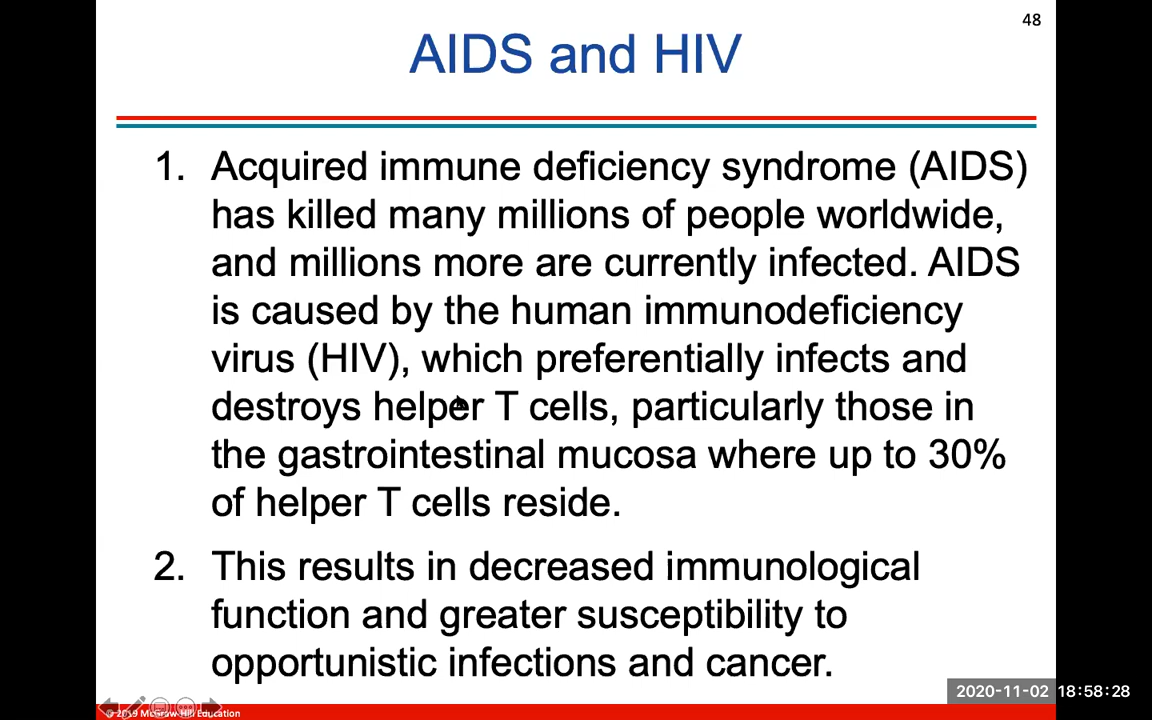 48
AIDS and HIV
1. Acquired immune deficiency syndrome (AIDS)
has killed many millions of people worldwide,
and millions more are currently infected. AIDS
is caused by the human immunodeficiency
virus (HIV), which preferentially infects and
destroys helper T cells, particularly those in
the gastrointestinal mucosa where up to 30%
of helper T cells reside.
2. This results in decreased immunological
function and greater susceptibility to
opportunistic infections and cancer.
2020-11-02 18:58:28
© 2019 McGraw-Hill Education